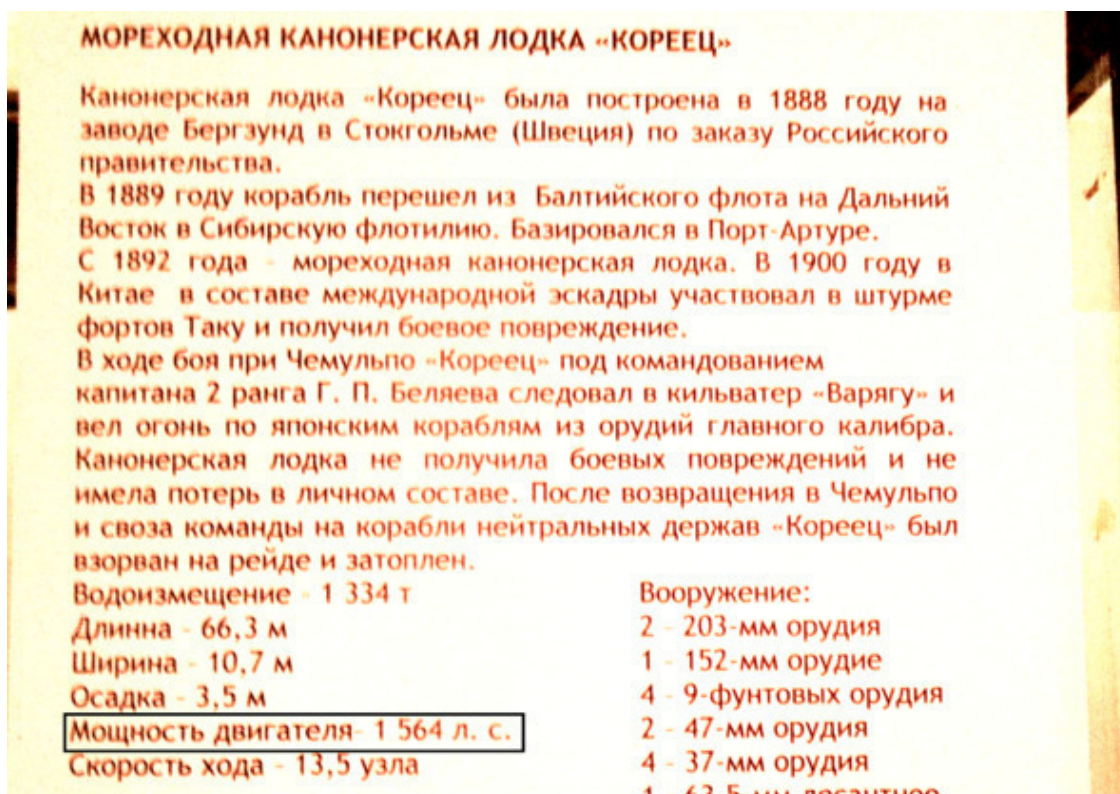 МОРЕХОДНАЯ КАНОНЕРСКАЯ ЛОДКА «КОРЕЕЦ»
Канонерская лодка «Кореец» была построена в 1888 году на
заводе Бергзунд в Стокгольме (Швеция) по заказу Российского
правительства.
В 1889 году корабль перешел из Балтийского флота на Дальний
Восток в Сибирскую флотилию. Базировался в Порт-Артуре.
С 1892 года - мореходная канонерская лодка. В 1900 году в
Китае в составе международной эскадры участвовал в штурме
фортов Таку и получил боевое повреждение.
В ходе боя при Чемульпо «Кореец» под командованием
капитана 2 ранга Г. П. Беляева следовал в кильватер «Варягу» и
вел огонь по японским кораблям из орудий главного калибра.
Канонерская лодка не получила боевых повреждений и не
имела потерь в личном составе. После возвращения в Чемульпо
и своза команды на корабли нейтральных держав «Кореец» был
взорван на рейде и затоплен.
Водоизмещение - 1 334 т
Длинна - 66,3 м
Ширина - 10,7 м
Осадка - 3,5 м
Мощность двигателя- 1 564 л. с.
Скорость хода - 13,5 узла
Вооружение:
2 - 203-мм орудия
1 - 152-мм орудие
4 - 9-фунтовых орудия
2 - 47-мм орудия
4 - 37-мм орудия
1 - 63,5-мм десантное